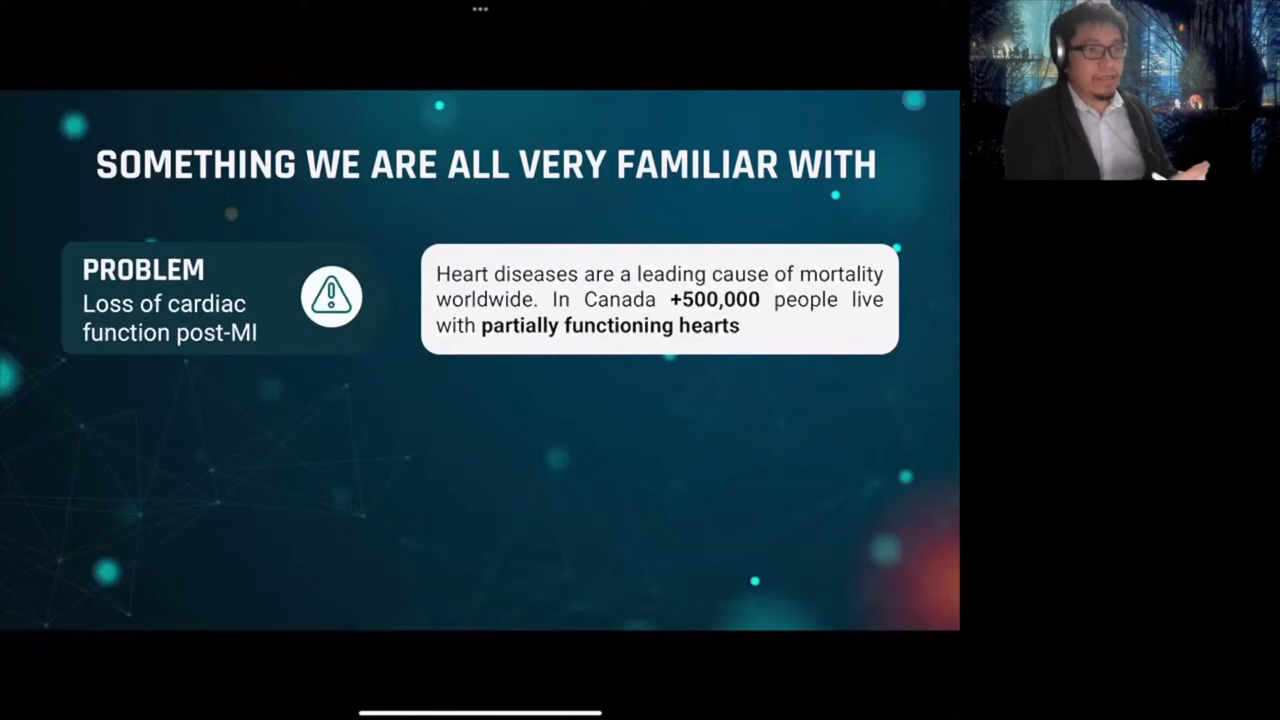 SOMETHING WE ARE ALL VERY FAMILIAR WITH
PROBLEM
Loss of cardiac
function post-MI
Heart diseases are a leading cause of mortality
worldwide. In Canada +500,000 people live
with partially functioning hearts